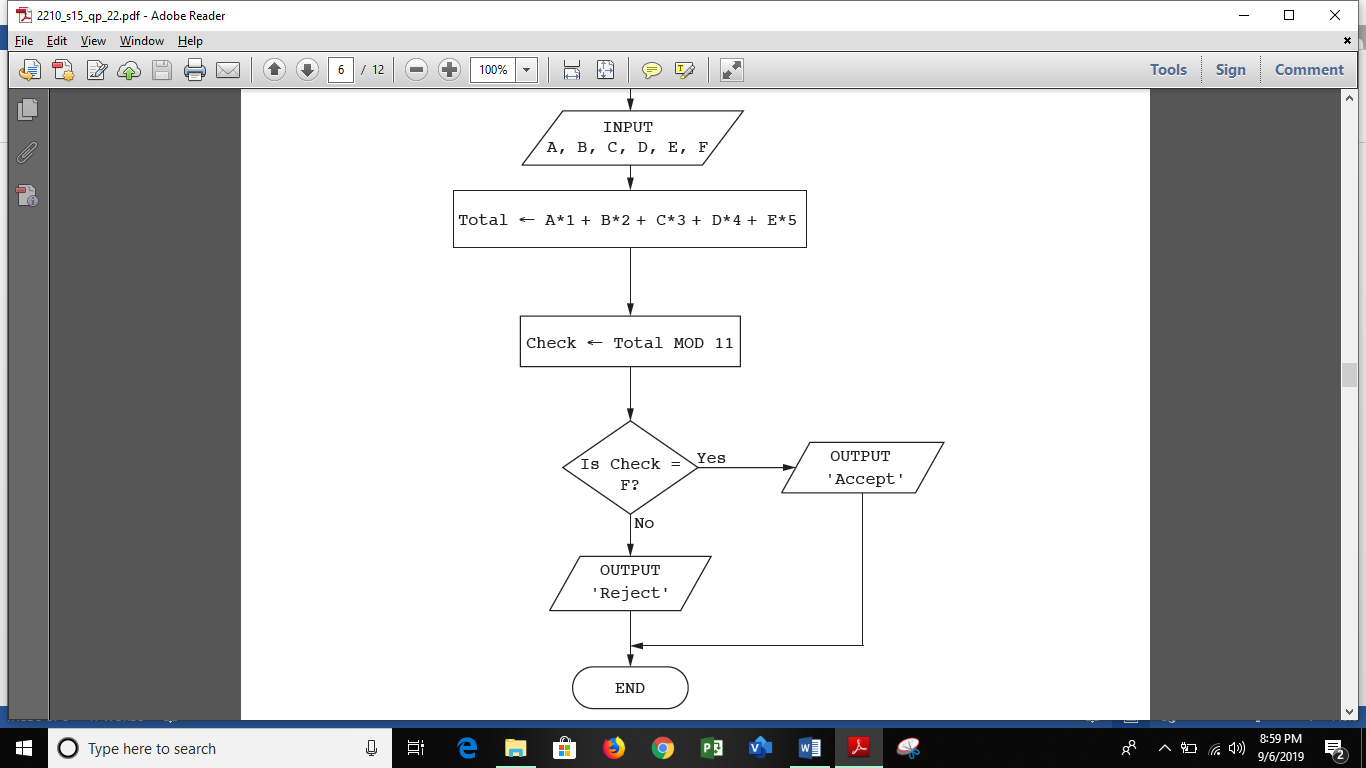 2210_s15_qp_22.pdf - Adobe Reader
File Edit View Window Help
6 / 12 100% Tools Sign Comment
INPUT
A, B, C, D, E, F
Total ← A*1 + B*2 + C*3 + D*4 + E*5
Check ← Total MOD 11
Is Check =
F?
Yes
OUTPUT
'Accept'
No
OUTPUT
'Reject'
END
Type here to search
8:59 PM
9/6/2019
2